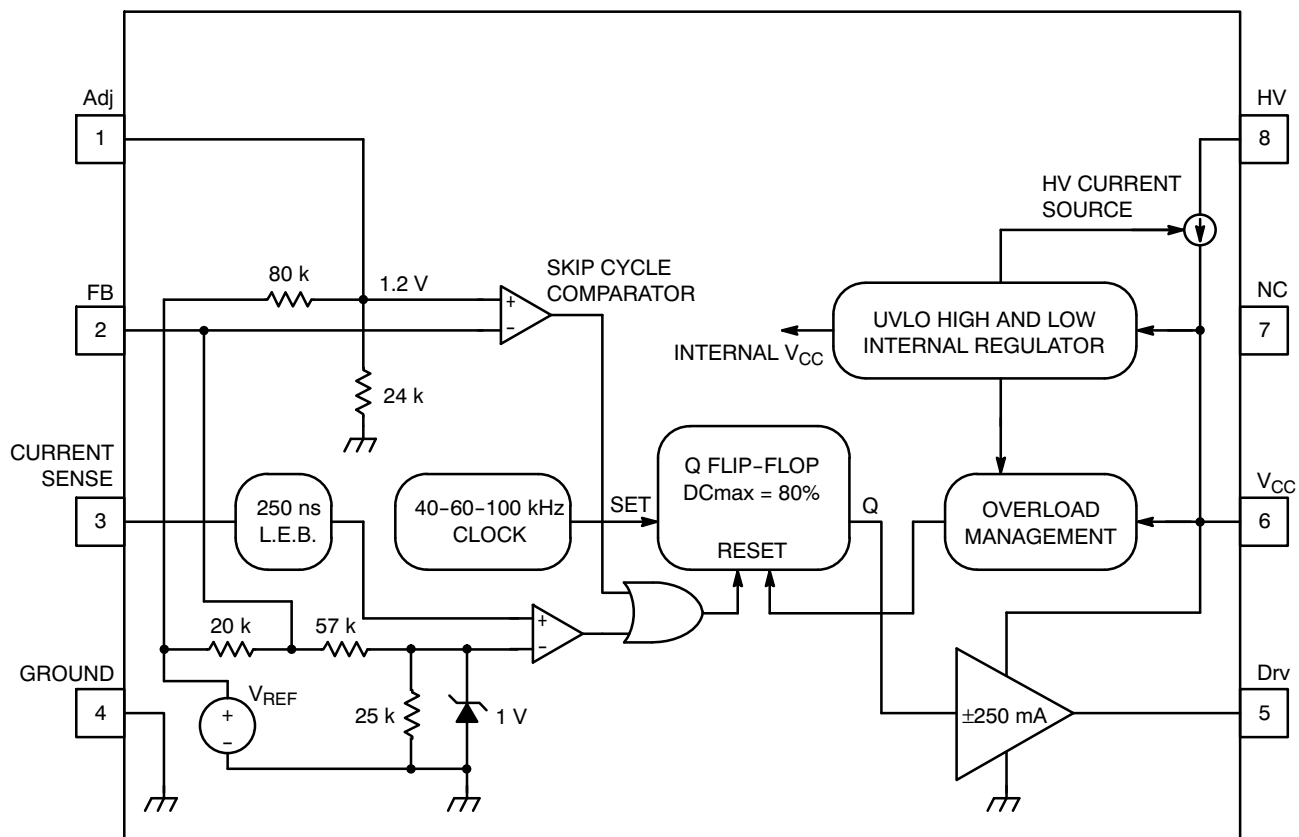 Adj
1
HV
8
HV CURRENT
SOURCE
80 k
1.2 V
SKIP CYCLE
COMPARATOR
FB
2
+
−
NC
7
UVLO HIGH AND LOW
INTERNAL REGULATOR
INTERNAL VCC
24 k
CURRENT
SENSE
3
250 ns
L.E.B.
40−60−100 kHz
CLOCK
SET
Q FLIP−FLOP
DCmax = 80%
RESET
Q
OVERLOAD
MANAGEMENT
VCC
6
20 k
57 k
+
−
GROUND
4
VREF
+
−
25 k
1 V
±250 mA
Drv
5